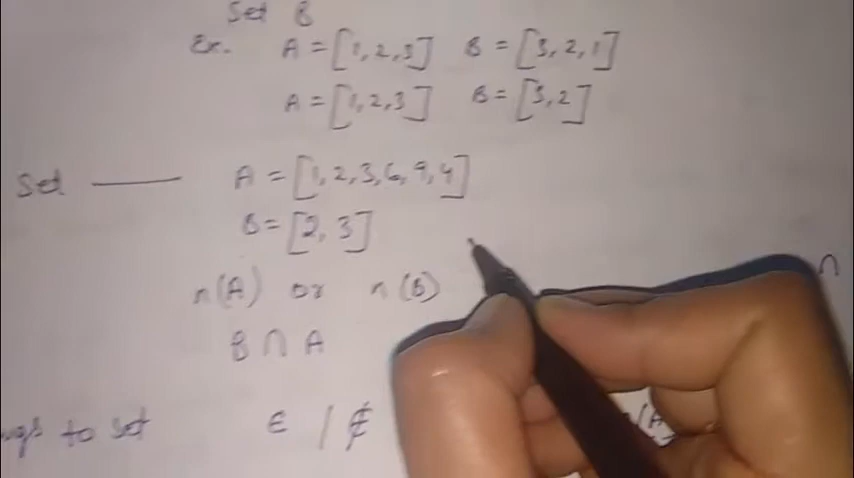 Set B
Ex. A = [1, 2, 3] B = [3, 2, 1]
A = [1, 2, 3] B = [3, 2]
Set —— A = [1, 2, 3, 6, 9, 4]
B = [2, 3]
n(A) or n(B)
∩
B ∩ A
to set ∈ / ∉